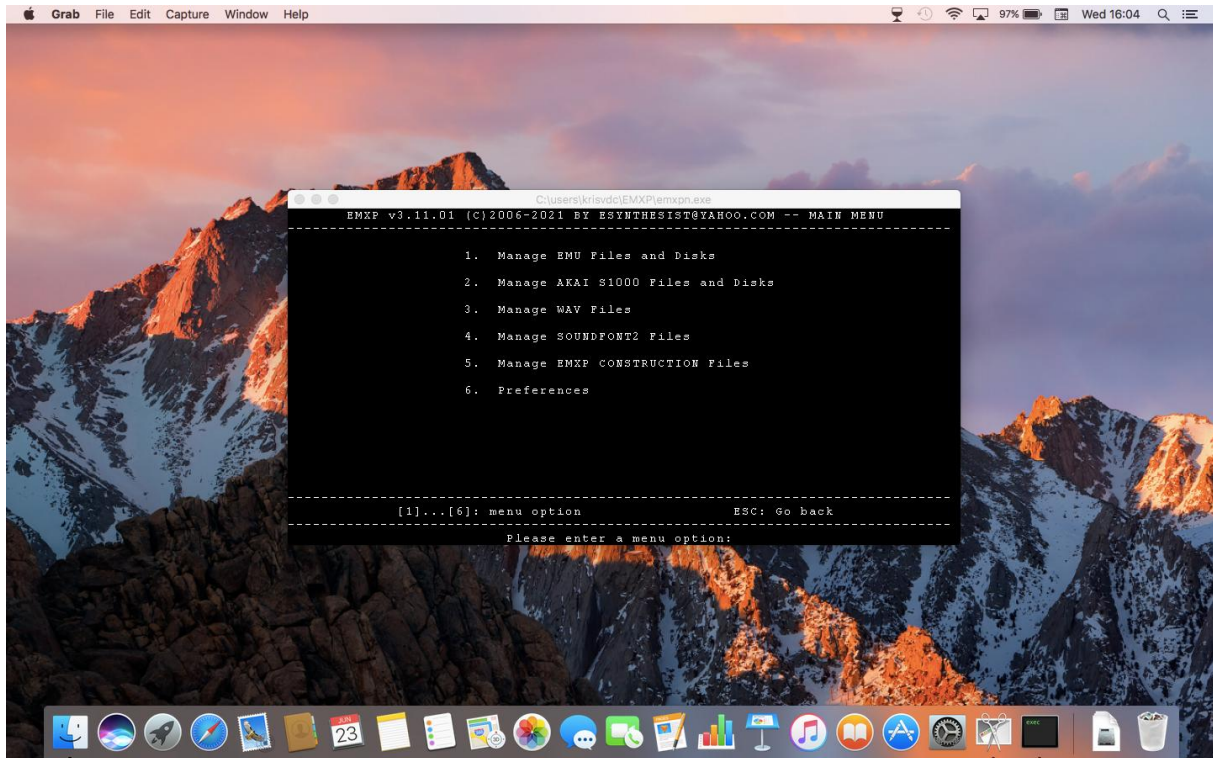 Grab File Edit Capture Window Help 97% Wed 16:04
C:\users\krisvdc\EMXP\emxpn.exe
EMXP v3.11.01 (C)2006-2021 BY ESYNTHESIST@YAHOO.COM -- MAIN MENU
1. Manage EMU Files and Disks
2. Manage AKAI S1000 Files and Disks
3. Manage WAV Files
4. Manage SOUNDFONT2 Files
5. Manage EMXP CONSTRUCTION Files
6. Preferences
[1]...[6]: menu option ESC: Go back
Please enter a menu option:
JUN
23
exec